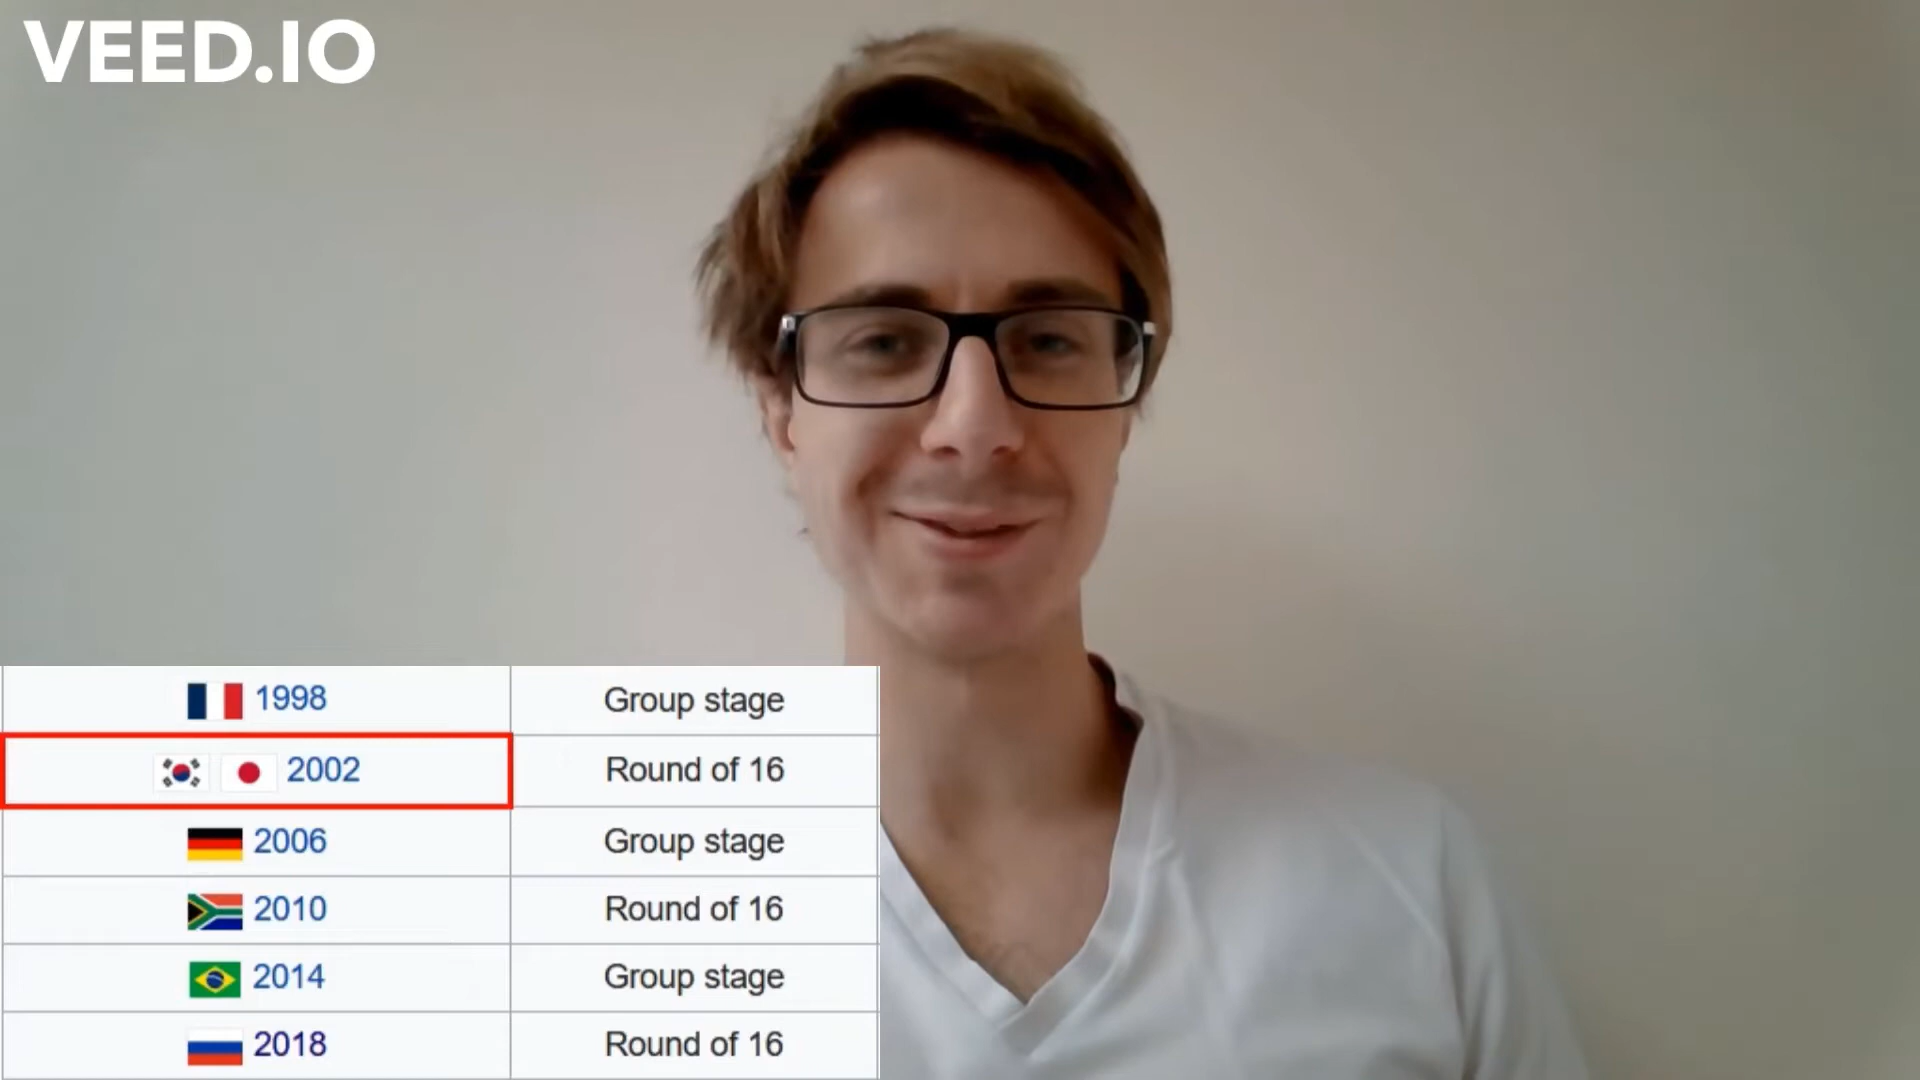 VEED.IO
1998 Group stage
2002 Round of 16
2006 Group stage
2010 Round of 16
2014 Group stage
2018 Round of 16